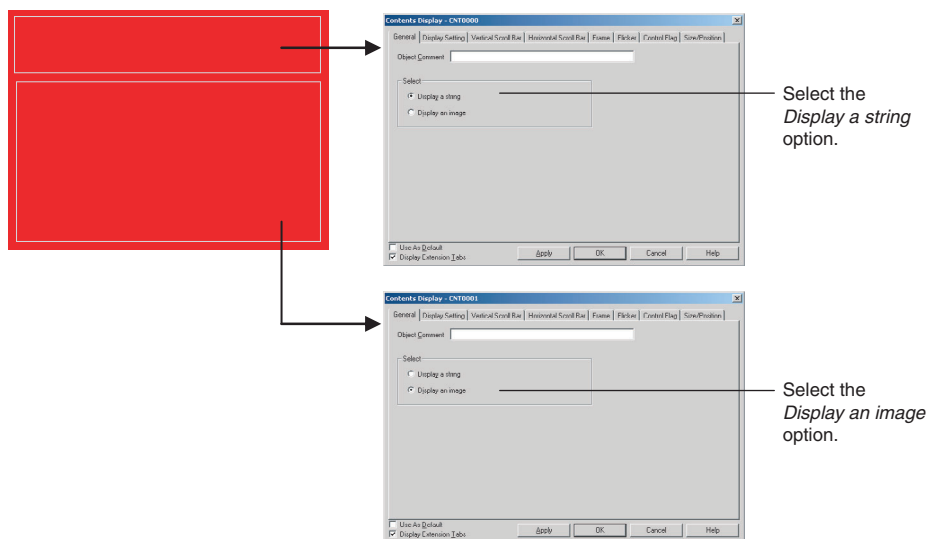 Contents Display - CNT0000
General Display Setting Vertical Scroll Bar Horizontal Scroll Bar Frame Flicker Control Flag Size/Position
Object Comment
Select
Display a string
Display an image
Use As Default
Display Extension Tabs
Apply OK Cancel Help
Select the
Display a string
option.
Contents Display - CNT0001
General Display Setting Vertical Scroll Bar Horizontal Scroll Bar Frame Flicker Control Flag Size/Position
Object Comment
Select
Display a string
Display an image
Use As Default
Display Extension Tabs
Apply OK Cancel Help
Select the
Display an image
option.